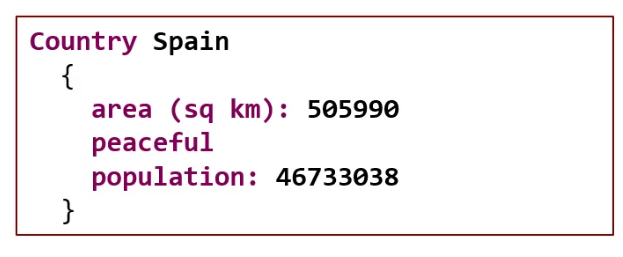 Country Spain
{
area (sq km): 505990
peaceful
population: 46733038
}